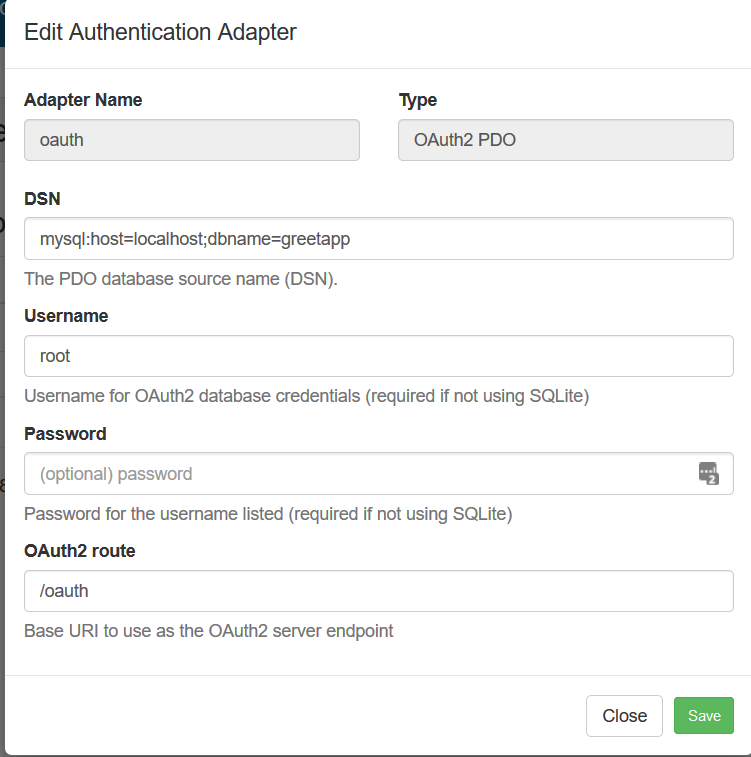 Edit Authentication Adapter
Adapter Name
Type
oauth
OAuth2 PDO
DSN
mysql:host=localhost;dbname=greetapp
The PDO database source name (DSN).
Username
root
Username for OAuth2 database credentials (required if not using SQLite)
Password
(optional) password
2
Password for the username listed (required if not using SQLite)
OAuth2 route
/oauth
Base URI to use as the OAuth2 server endpoint
Close
Save